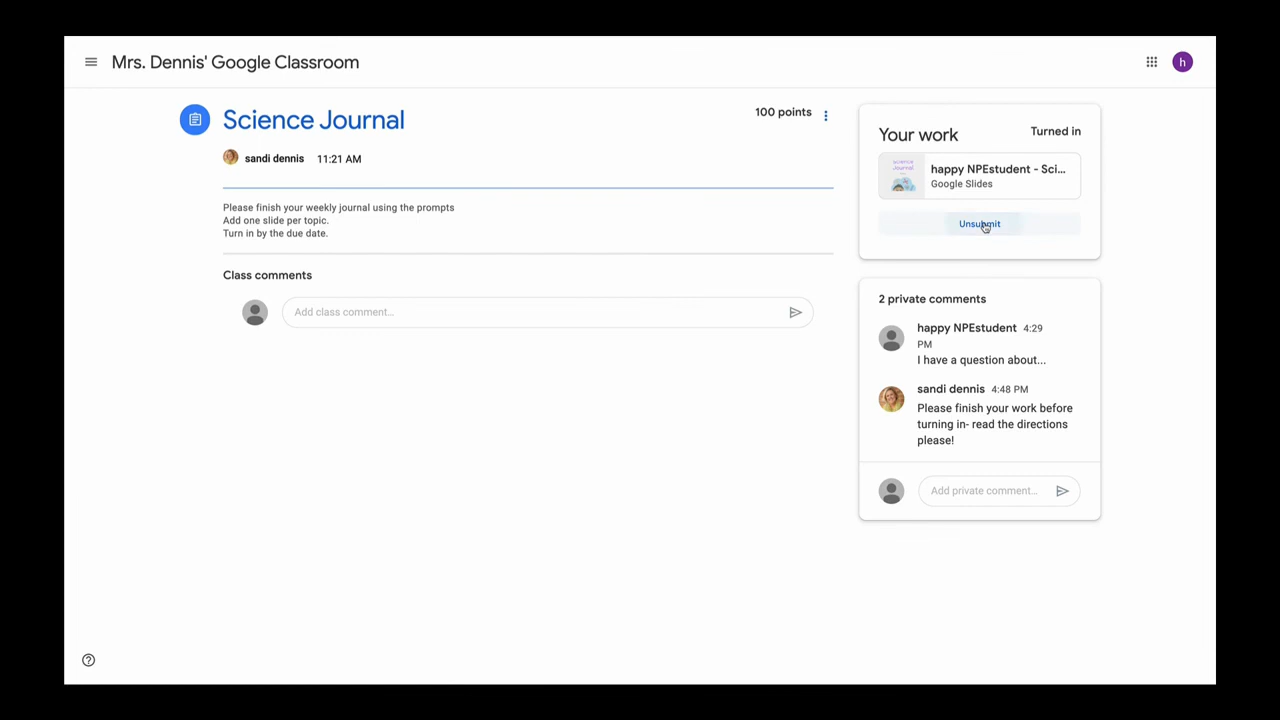 Mrs. Dennis' Google Classroom
h
Science Journal
100 points
sandi dennis 11:21 AM
Please finish your weekly journal using the prompts
Add one slide per topic.
Turn in by the due date.
Class comments
Add class comment...
Your work
Turned in
Science
Journal
happy NPEstudent - Sci...
Google Slides
Unsubmit
2 private comments
happy NPEstudent 4:29
PM
I have a question about...
sandi dennis 4:48 PM
Please finish your work before
turning in- read the directions
please!
Add private comment...